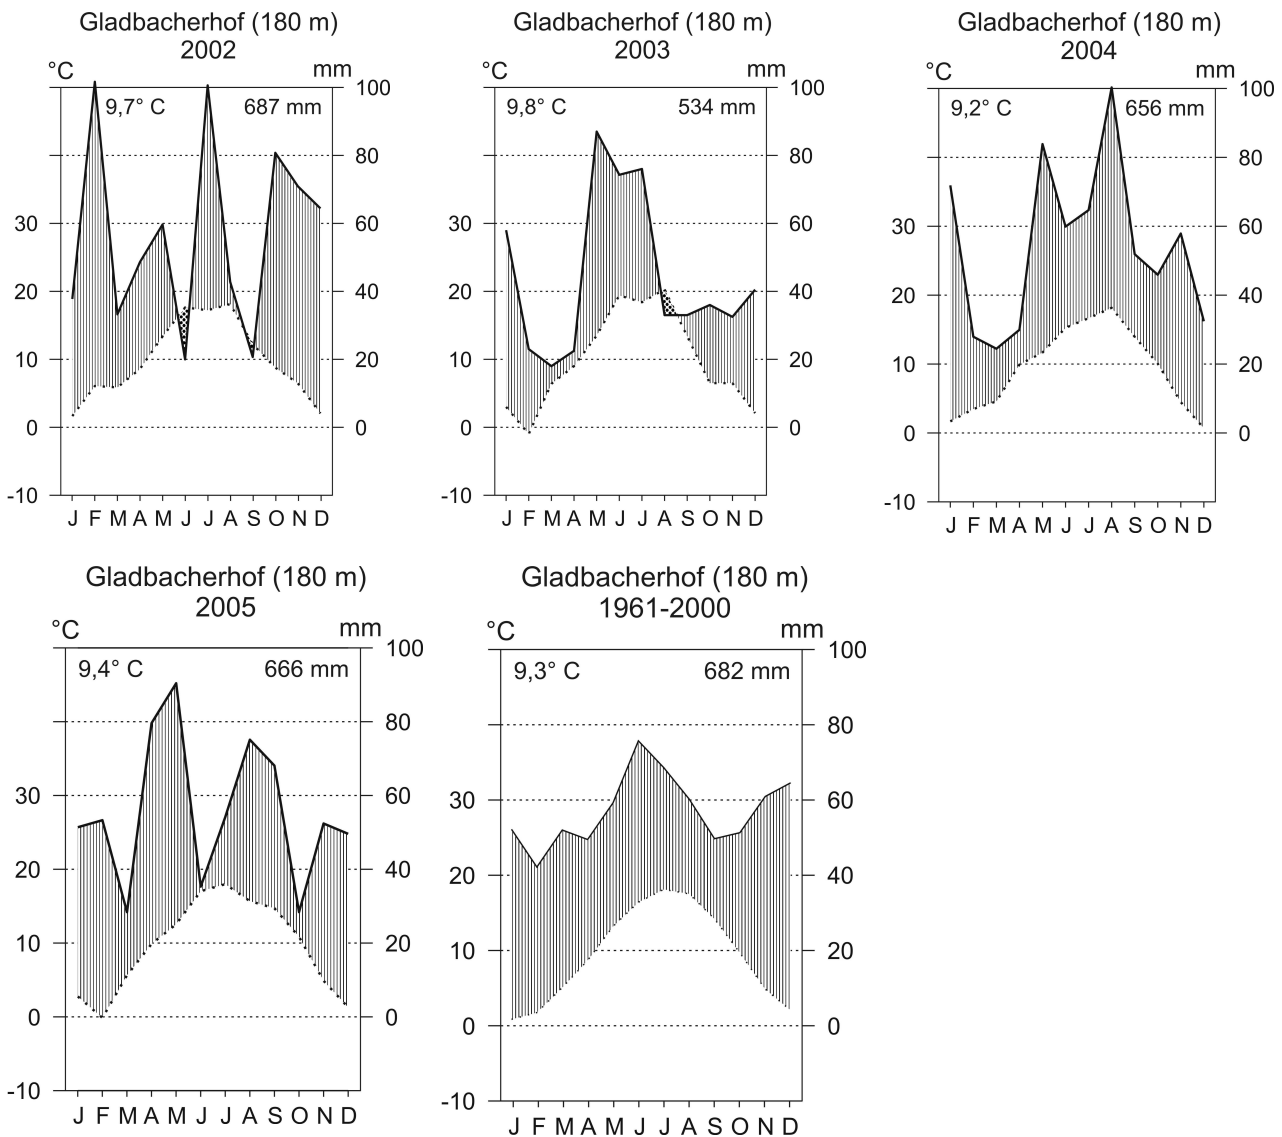 Gladbacherhof (180 m)
2002
°C mm
9,7° C 687 mm
100
80
30 60
20 40
10 20
0 0
-10
J F M A M J J A S O N D
Gladbacherhof (180 m)
2003
°C mm
9,8° C 534 mm
100
80
30 60
20 40
10 20
0 0
-10
J F M A M J J A S O N D
Gladbacherhof (180 m)
2004
°C mm
9,2° C 656 mm
100
80
30 60
20 40
10 20
0 0
-10
J F M A M J J A S O N D
Gladbacherhof (180 m)
2005
°C mm
9,4° C 666 mm
100
80
30 60
20 40
10 20
0 0
-10
J F M A M J J A S O N D
Gladbacherhof (180 m)
1961-2000
°C mm
9,3° C 682 mm
100
80
30 60
20 40
10 20
0 0
-10
J F M A M J J A S O N D